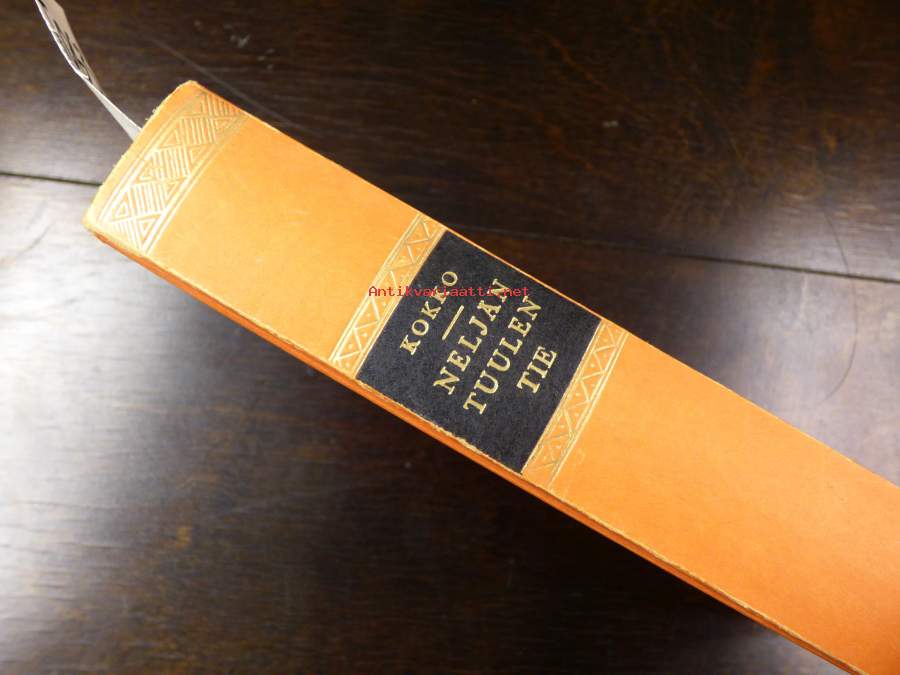 KOKKO
NELJÄN
TUULEN
TIE
Antikvariaatti.net